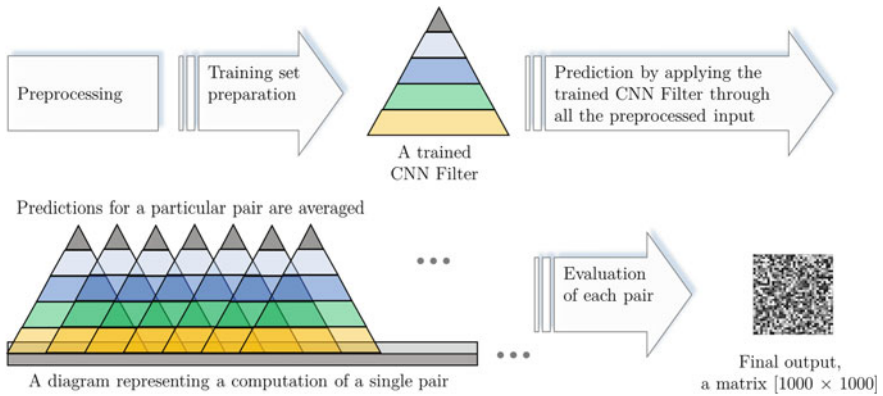 Preprocessing
Training set
preparation
A trained
CNN Filter
Prediction by applying the
trained CNN Filter through
all the preprocessed input
Predictions for a particular pair are averaged
A diagram representing a computation of a single pair
Evaluation
of each pair
Final output,
a matrix [1000 × 1000]